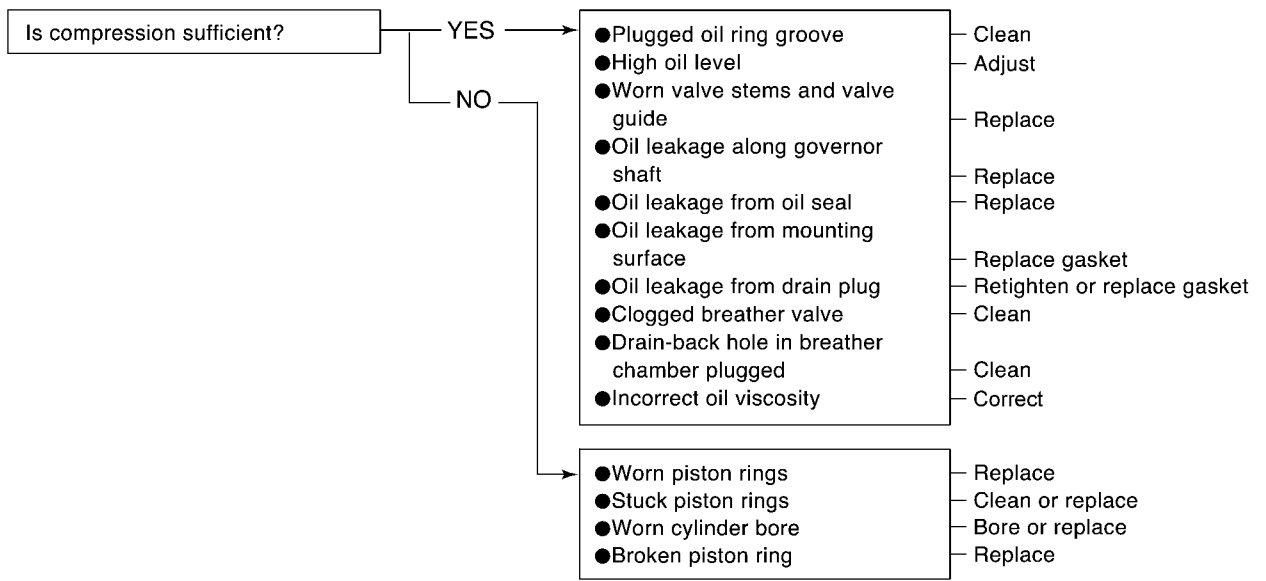 Is compression sufficient?
YES
NO
●Plugged oil ring groove
Clean
●High oil level
Adjust
●Worn valve stems and valve
guide
Replace
●Oil leakage along governor
shaft
Replace
●Oil leakage from oil seal
Replace
●Oil leakage from mounting
surface
Replace gasket
●Oil leakage from drain plug
Retighten or replace gasket
●Clogged breather valve
Clean
●Drain-back hole in breather
chamber plugged
Clean
●Incorrect oil viscosity
Correct
●Worn piston rings
Replace
●Stuck piston rings
Clean or replace
●Worn cylinder bore
Bore or replace
●Broken piston ring
Replace